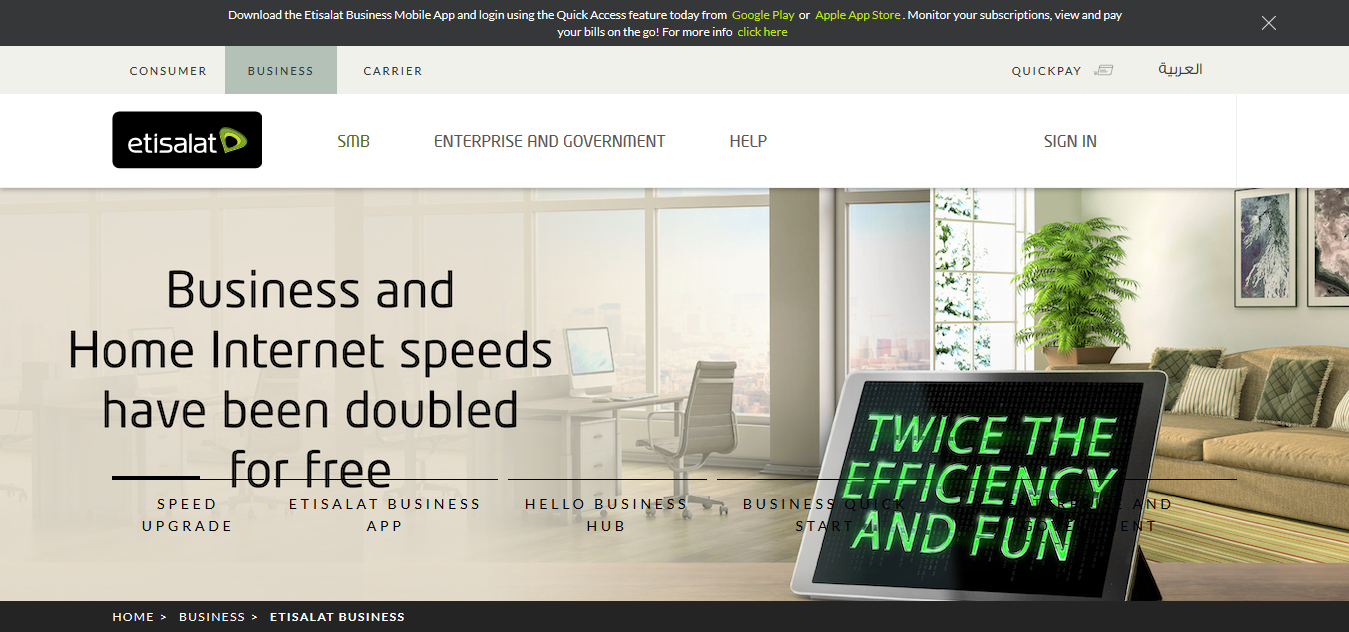 Download the Etisalat Business Mobile App and login using the Quick Access feature today from Google Play or Apple App Store. Monitor your subscriptions, view and pay
your bills on the go! For more info click here
CONSUMER BUSINESS CARRIER QUICKPAY العربية
etisalat SMB ENTERPRISE AND GOVERNMENT HELP SIGN IN
Business and
Home Internet speeds
have been doubled
for free
TWICE THE
EFFICIENCY
AND FUN
SPEED
UPGRADE
ETISALAT BUSINESS
APP
HELLO BUSINESS
HUB
BUSINESS QUICK
START
ENTERPRISE AND
GOVERNMENT
HOME > BUSINESS > ETISALAT BUSINESS